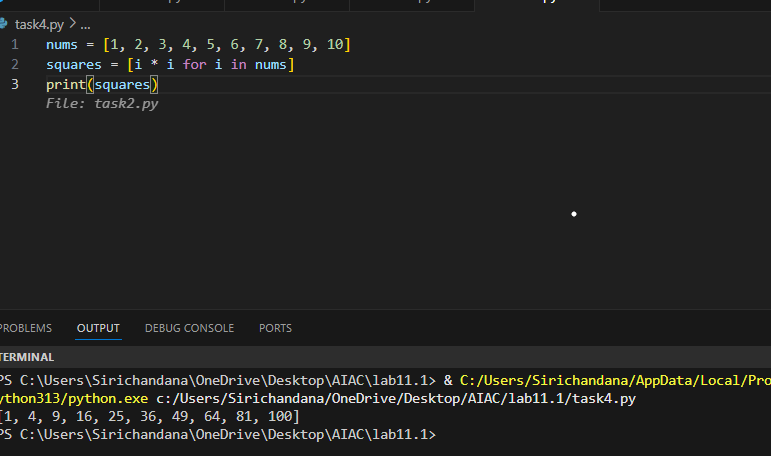 task4.py > ...
1 nums = [1, 2, 3, 4, 5, 6, 7, 8, 9, 10]
2 squares = [i * i for i in nums]
3 print(squares)
File: task2.py
PROBLEMS OUTPUT DEBUG CONSOLE PORTS
TERMINAL
PS C:\Users\Sirichandana\OneDrive\Desktop\AIAC\lab11.1> & C:/Users/Sirichandana/AppData/Local/Pro
ython313/python.exe c:/Users/Sirichandana/OneDrive/Desktop/AIAC/lab11.1/task4.py
[1, 4, 9, 16, 25, 36, 49, 64, 81, 100]
PS C:\Users\Sirichandana\OneDrive\Desktop\AIAC\lab11.1>